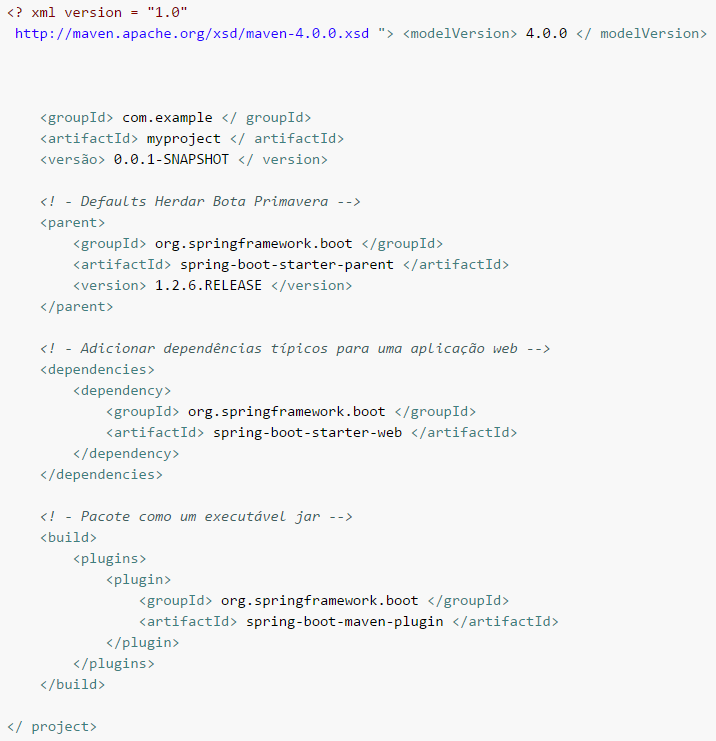 <? xml version = "1.0"
http://maven.apache.org/xsd/maven-4.0.0.xsd "> <modelVersion> 4.0.0 </ modelVersion>
<groupId> com.example </ groupId>
<artifactId> myproject </ artifactId>
<versão> 0.0.1-SNAPSHOT </ version>
<! - Defaults Herdar Bota Primavera -->
<parent>
<groupId> org.springframework.boot </groupId>
<artifactId> spring-boot-starter-parent </artifactId>
<version> 1.2.6.RELEASE </version>
</parent>
<! - Adicionar dependências típicos para uma aplicação web -->
<dependencies>
<dependency>
<groupId> org.springframework.boot </groupId>
<artifactId> spring-boot-starter-web </artifactId>
</dependency>
</dependencies>
<! - Pacote como um executável jar -->
<build>
<plugins>
<plugin>
<groupId> org.springframework.boot </groupId>
<artifactId> spring-boot-maven-plugin </artifactId>
</plugin>
</plugins>
</build>
</ project>